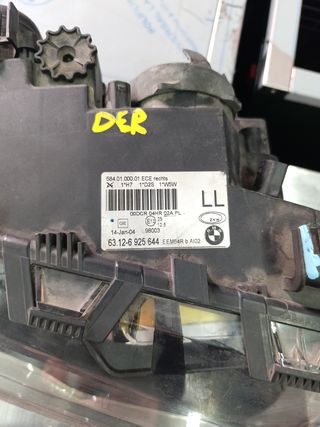 DER
584.01.000.01 ECE rechts
1*H7 1*D2S 1*W5W
LL
00DCR 04HR 02A PL
14-Jan-04 98003
63.12-6 925 644 EEM54R b AI02